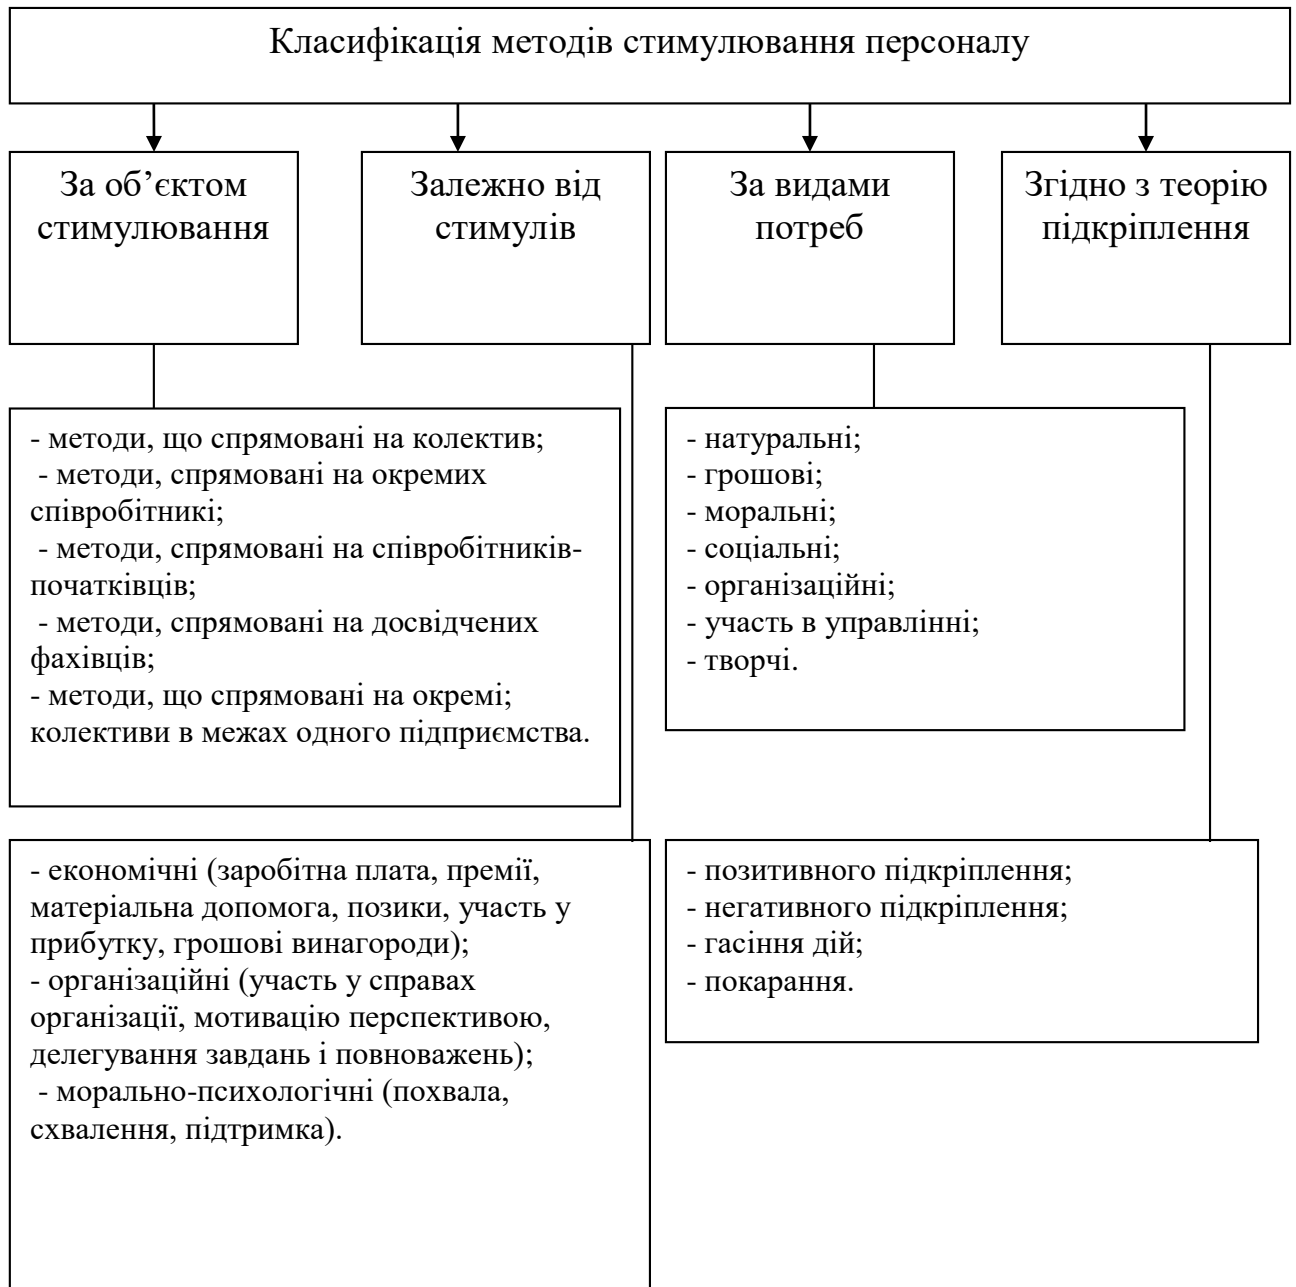 Класифікація методів стимулювання персоналу
За об’єктом
стимулювання
Залежно від
стимулів
За видами
потреб
Згідно з теорію
підкріплення
- методи, що спрямовані на колектив;
- методи, спрямовані на окремих
співробітникі;
- методи, спрямовані на співробітників-
початківців;
- методи, спрямовані на досвідчених
фахівців;
- методи, що спрямовані на окремі;
колективи в межах одного підприємства.
- натуральні;
- грошові;
- моральні;
- соціальні;
- організаційні;
- участь в управлінні;
- творчі.
- економічні (заробітна плата, премії,
матеріальна допомога, позики, участь у
прибутку, грошові винагороди);
- організаційні (участь у справах
організації, мотивацію перспективою,
делегування завдань і повноважень);
- морально-психологічні (похвала,
схвалення, підтримка).
- позитивного підкріплення;
- негативного підкріплення;
- гасіння дій;
- покарання.